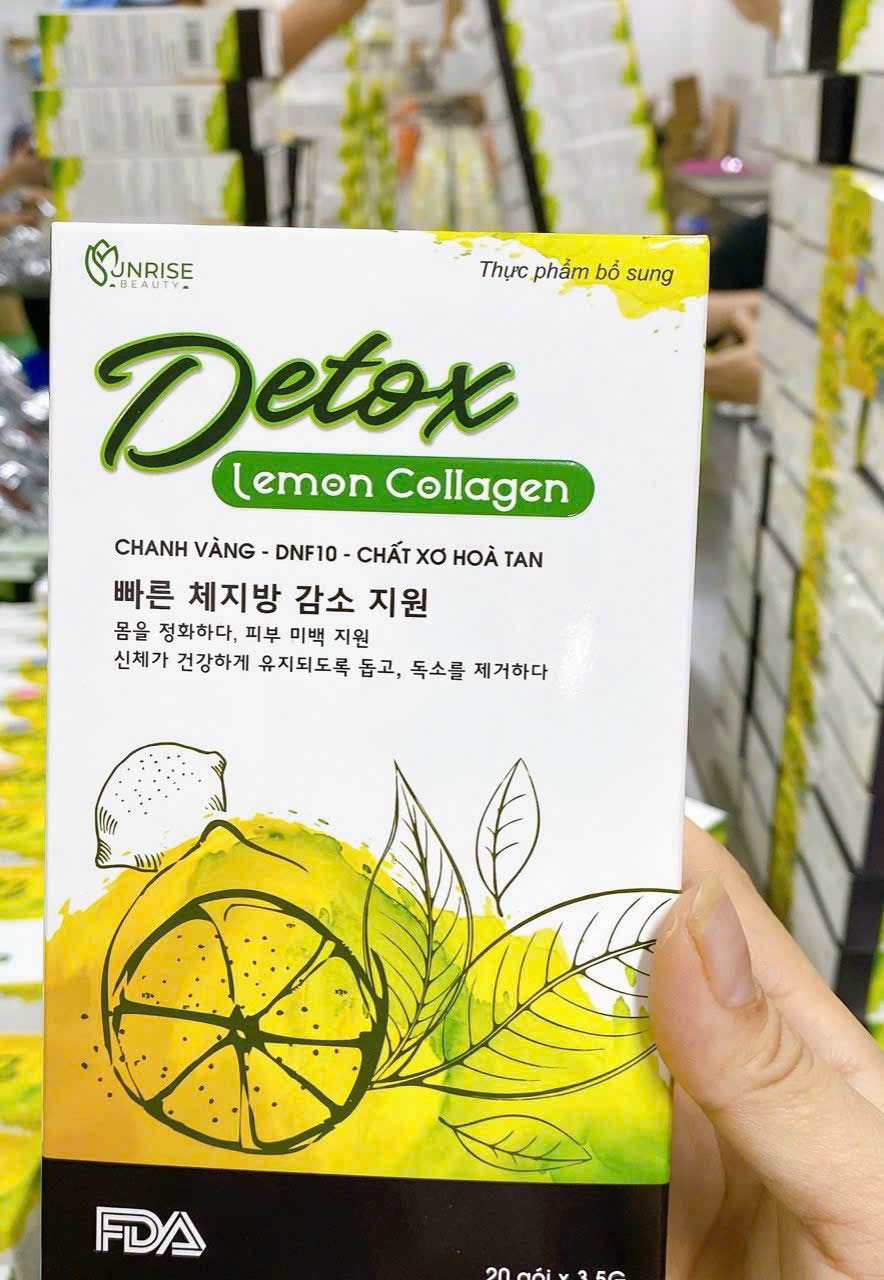 SUNRISE
BEAUTY
Thực phẩm bổ sung
Detox
Lemon Collagen
CHANH VÀNG - DNF10 - CHẤT XƠ HOÀ TAN
빠른 체지방 감소 지원
몸을 정화하다, 피부 미백 지원
신체가 건강하게 유지되도록 돕고, 독소를 제거하다
FDA
20 gói x 3,5G